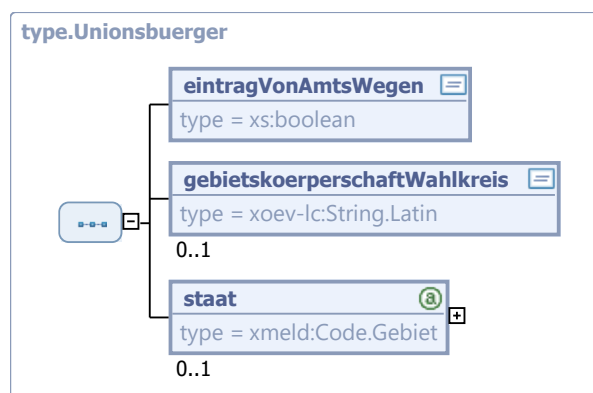 type.Unionsbuerger
eintragVonAmtsWegen
type = xs:boolean
gebietskoerperschaftWahlkreis
type = xoev-lc:String.Latin
0..1
staat
type = xmeld:Code.Gebiet
0..1